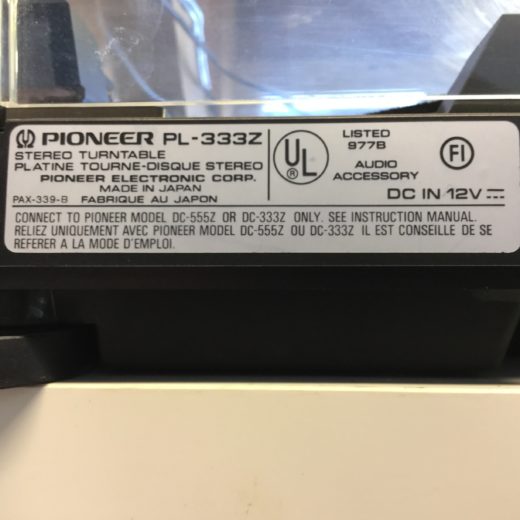 PIONEER PL-333Z
STEREO TURNTABLE
PLATINE TOURNE-DISQUE STEREO
PIONEER ELECTRONIC CORP.
MADE IN JAPAN
PAX-339-B FABRIQUE AU JAPON
UL
®
LISTED
977B
AUDIO
ACCESSORY
FI
DC IN 12V
CONNECT TO PIONEER MODEL DC-555Z OR DC-333Z ONLY. SEE INSTRUCTION MANUAL.
RELIEZ UNIQUEMENT AVEC PIONEER MODEL DC-555Z OU DC-333Z IL EST CONSEILLE DE SE
REFERER A LA MODE D'EMPLOI.